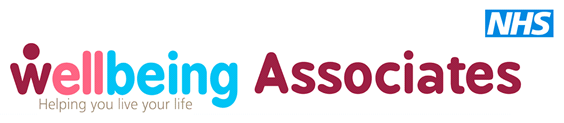 NHS
wellbeing Associates
Helping you live your life